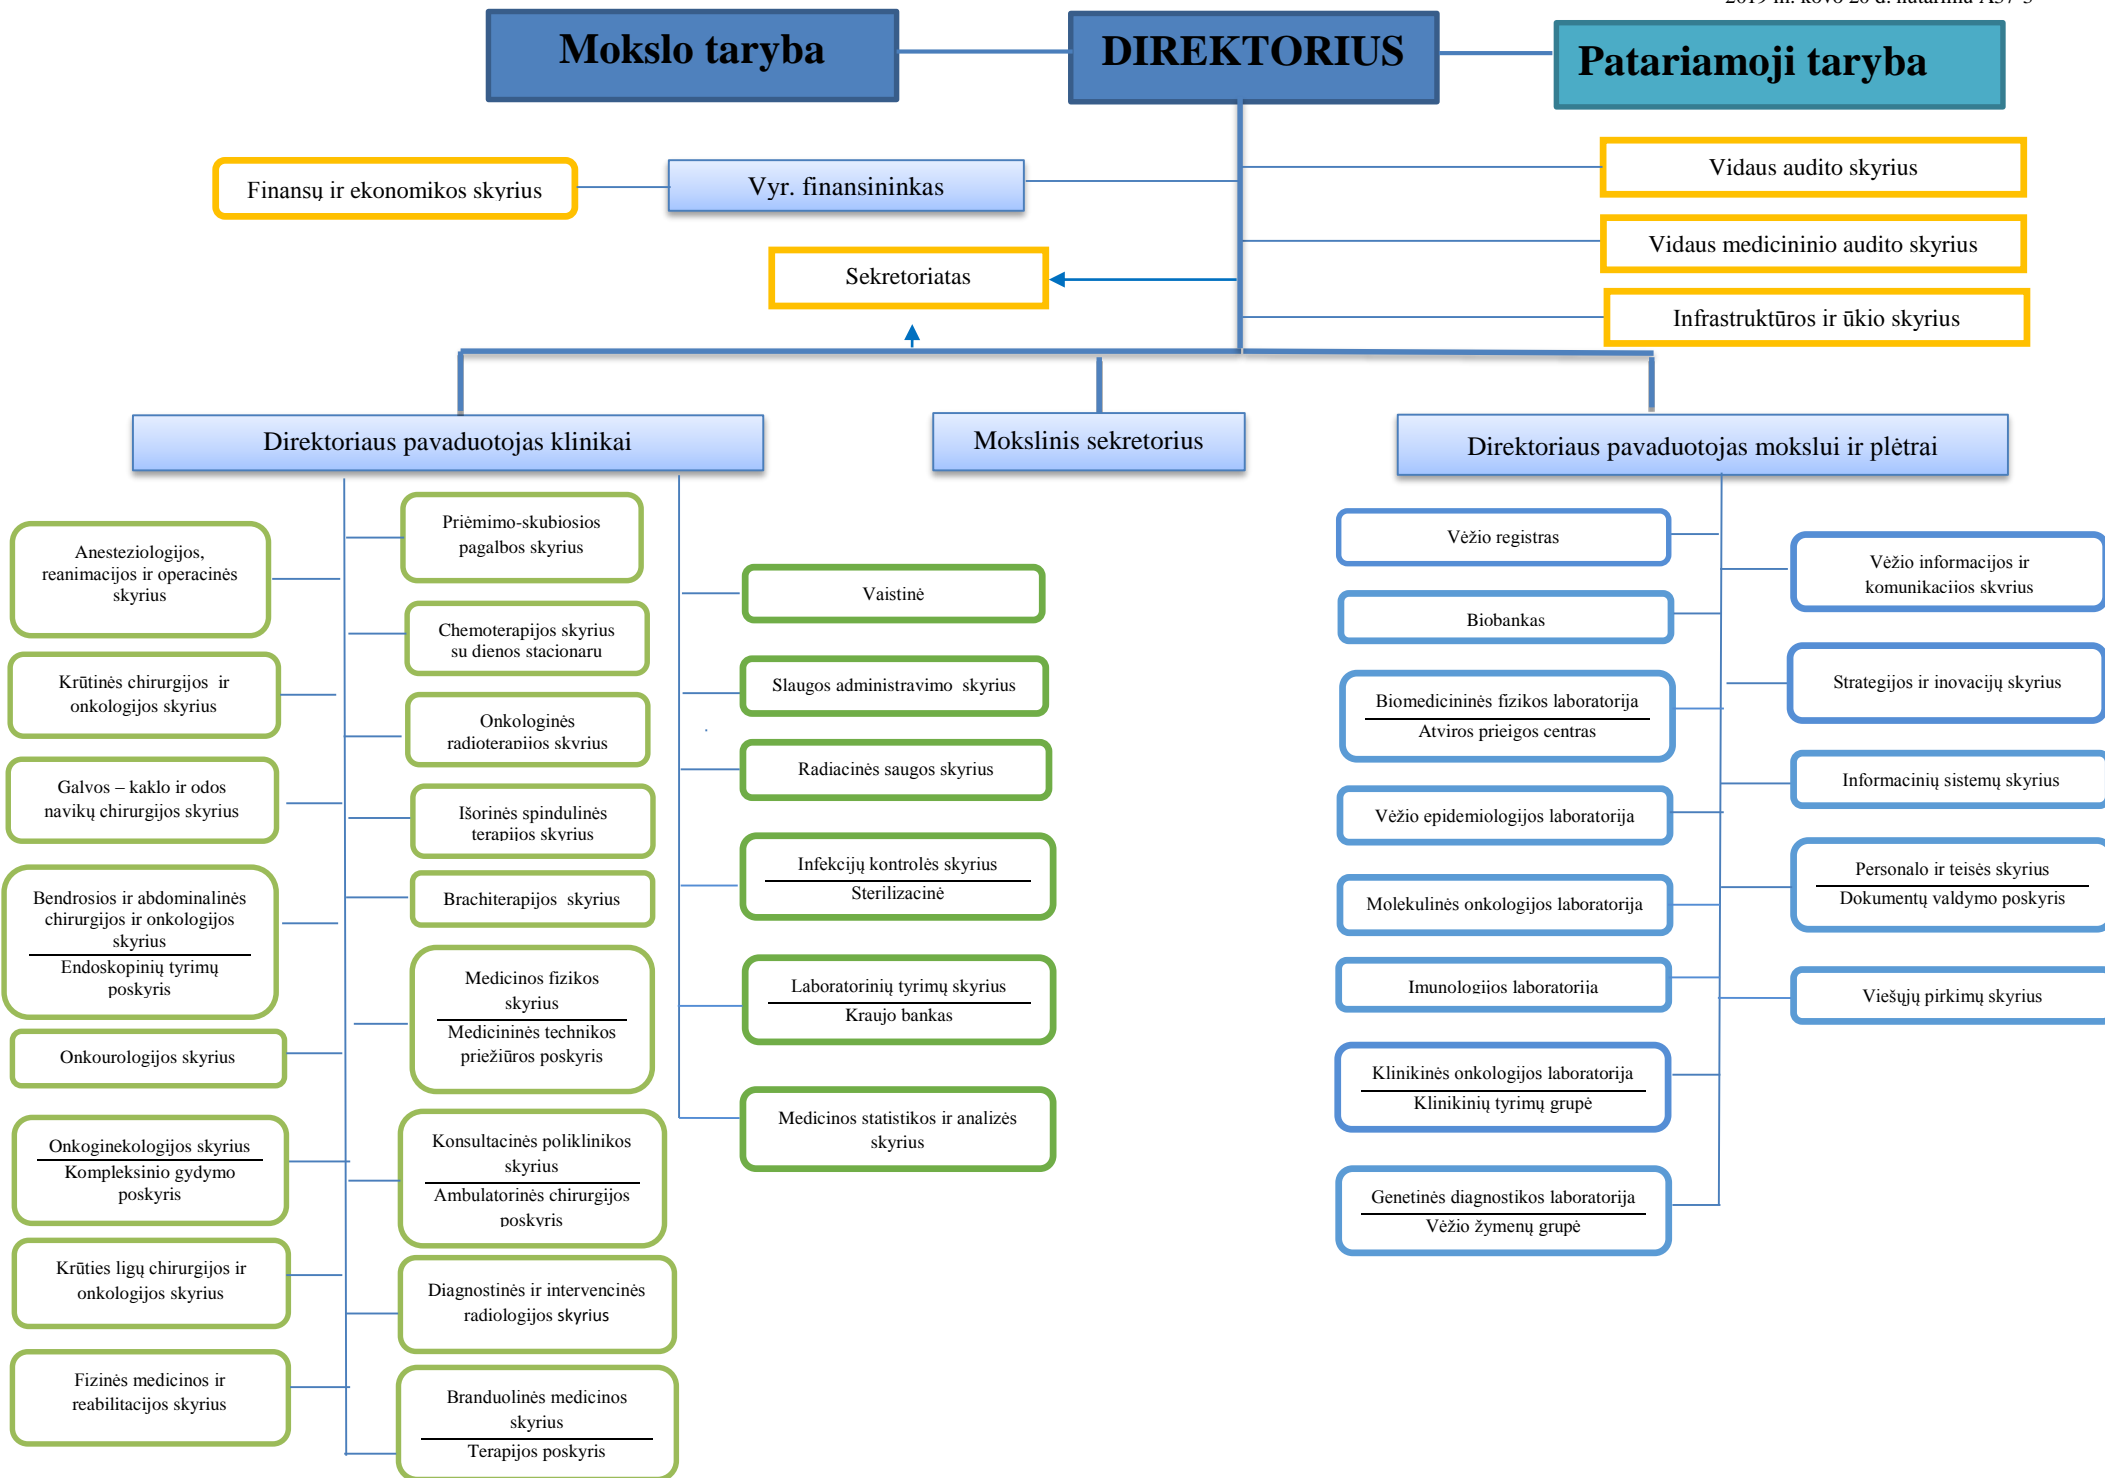 Mokslo taryba
DIREKTORIUS
Patariamoji taryba
Finansų ir ekonomikos skyrius
Vyr. finansininkas
Vidaus audito skyrius
Vidaus medicininio audito skyrius
Sekretoriatas
Infrastruktūros ir ūkio skyrius
Direktoriaus pavaduotojas klinikai
Mokslinis sekretorius
Direktoriaus pavaduotojas mokslui ir plėtrai
Anesteziologijos,
reanimacijos ir operacinės
skyrius
Krūtinės chirurgijos ir
onkologijos skyrius
Galvos – kaklo ir odos
navikų chirurgijos skyrius
Bendrosios ir abdominalinės
chirurgijos ir onkologijos
skyrius
Endoskopinių tyrimų
poskyris
Onkourologijos skyrius
Onkoginekologijos skyrius
Kompleksinio gydymo
poskyris
Krūties ligų chirurgijos ir
onkologijos skyrius
Fizinės medicinos ir
reabilitacijos skyrius
Priėmimo-skubiosios
pagalbos skyrius
Chemoterapijos skyrius
su dienos stacionaru
Onkologinės
radioterapijos skyrius
Išorinės spindulinės
terapijos skyrius
Brachiterapijos skyrius
Medicinos fizikos
skyrius
Medicininės technikos
priežiūros poskyris
Konsultacinės poliklinikos
skyrius
Ambulatorinės chirurgijos
poskyris
Diagnostinės ir intervencinės
radiologijos skyrius
Branduolinės medicinos
skyrius
Terapijos poskyris
Vaistinė
Slaugos administravimo skyrius
Radiacinės saugos skyrius
Infekcijų kontrolės skyrius
Sterilizacinė
Laboratorinių tyrimų skyrius
Kraujo bankas
Medicinos statistikos ir analizės
skyrius
Vėžio registras
Biobankas
Biomedicininės fizikos laboratorija
Atviros prieigos centras
Vėžio epidemiologijos laboratorija
Molekulinės onkologijos laboratorija
Imunologijos laboratorija
Klinikinės onkologijos laboratorija
Klinikinių tyrimų grupė
Genetinės diagnostikos laboratorija
Vėžio žymenų grupė
Vėžio informacijos ir
komunikacijos skyrius
Strategijos ir inovacijų skyrius
Informacinių sistemų skyrius
Personalo ir teisės skyrius
Dokumentų valdymo poskyris
Viešųjų pirkimų skyrius